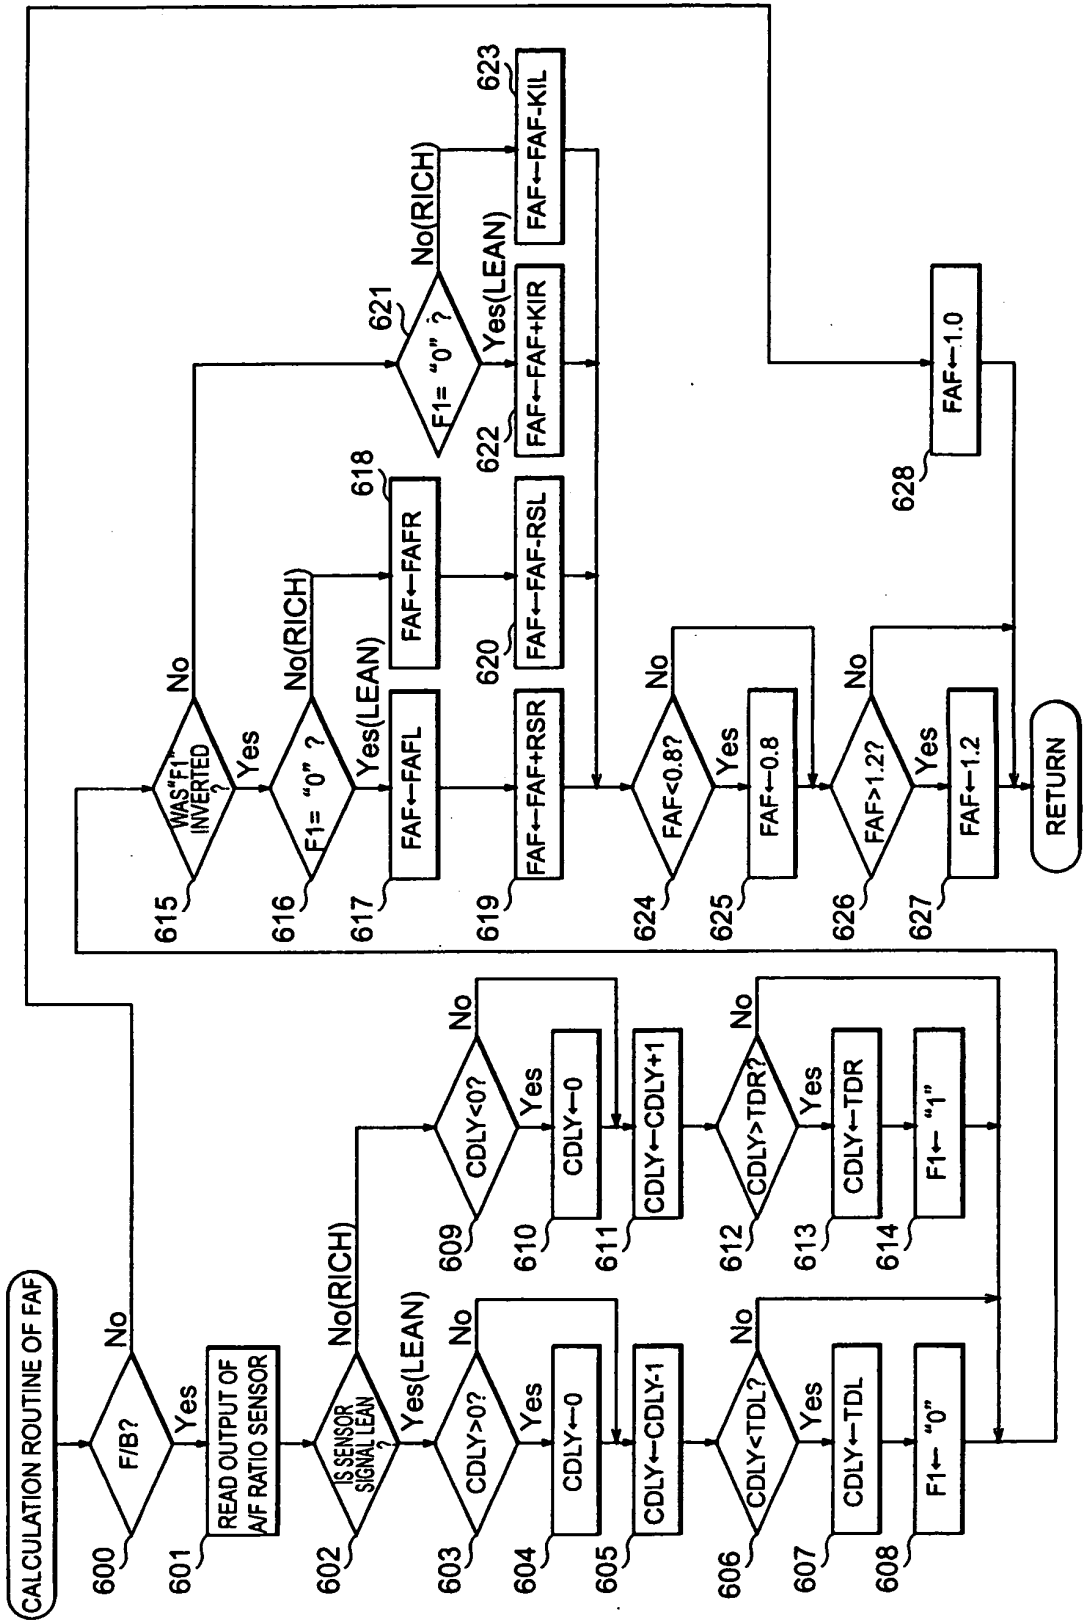 CALCULATION ROUTINE OF FAF
600
F/B?
No
Yes
601
READ OUTPUT OF
A/F RATIO SENSOR
602
IS SENSOR
SIGNAL LEAN
?
No(RICH)
Yes(LEAN)
603
CDLY>0?
No
Yes
604
CDLY←0
605
CDLY←CDLY-1
606
CDLY<TDL?
No
Yes
607
CDLY←TDL
608
F1← “0”
609
CDLY<0?
No
Yes
610
CDLY←0
611
CDLY←CDLY+1
612
CDLY>TDR?
No
Yes
613
CDLY←TDR
614
F1← “1”
615
WAS“F1”
INVERTED
?
No
Yes
616
F1= “0” ?
No(RICH)
Yes(LEAN)
617
FAF←FAFL
618
FAF←FAFR
619
FAF←FAF+RSR
620
FAF←FAF-RSL
621
F1= “0” ?
No(RICH)
Yes(LEAN)
622
FAF←FAF+KIR
623
FAF←FAF-KIL
624
FAF<0.8?
No
Yes
625
FAF←0.8
626
FAF>1.2?
No
Yes
627
FAF←1.2
628
FAF←1.0
RETURN